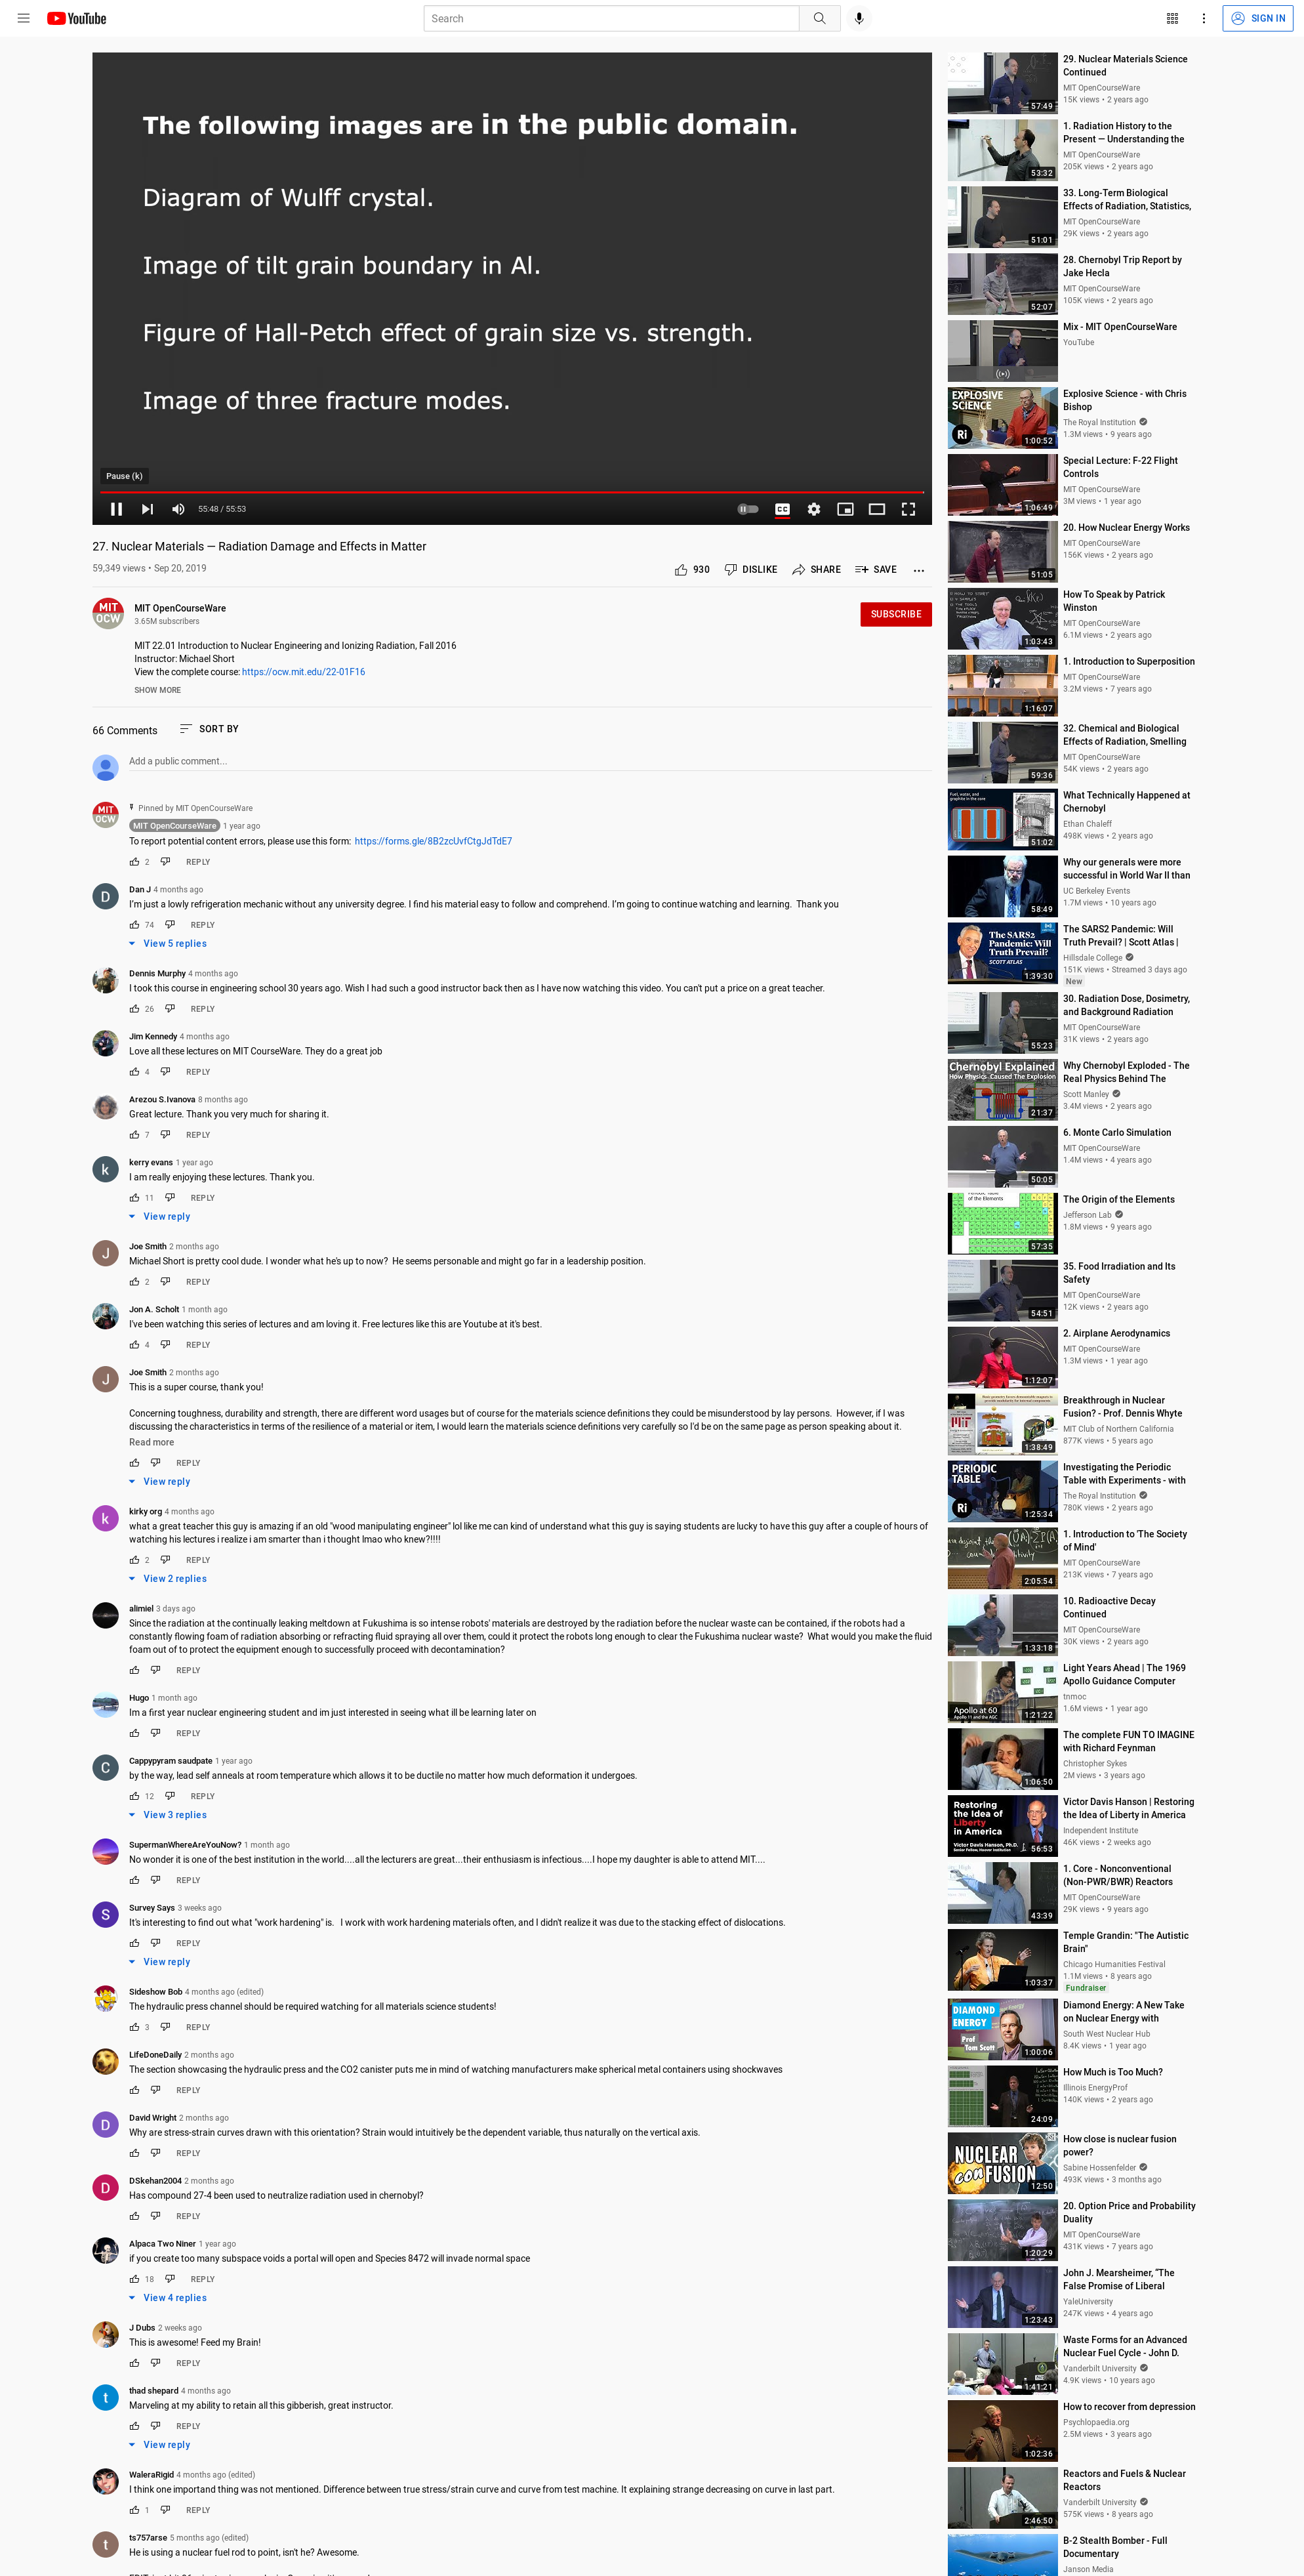 YouTube
Search
SIGN IN
The following images are in the public domain.
Diagram of Wulff crystal.
Image of tilt grain boundary in Al.
Figure of Hall-Petch effect of grain size vs. strength.
Image of three fracture modes.
Pause (k)
55:48 / 55:53
CC
27. Nuclear Materials — Radiation Damage and Effects in Matter
59,349 views • Sep 20, 2019
930 DISLIKE SHARE SAVE
MIT OCW
MIT OpenCourseWare
3.65M subscribers
SUBSCRIBE
MIT 22.01 Introduction to Nuclear Engineering and Ionizing Radiation, Fall 2016
Instructor: Michael Short
View the complete course: https://ocw.mit.edu/22-01F16
SHOW MORE
66 Comments SORT BY
Add a public comment...
MIT OCW
Pinned by MIT OpenCourseWare
MIT OpenCourseWare 1 year ago
To report potential content errors, please use this form: https://forms.gle/8B2zcUvfCtgJdTdE7
2 REPLY
D
Dan J 4 months ago
I'm just a lowly refrigeration mechanic without any university degree. I find his material easy to follow and comprehend. I'm going to continue watching and learning. Thank you
74 REPLY
View 5 replies
Dennis Murphy 4 months ago
I took this course in engineering school 30 years ago. Wish I had such a good instructor back then as I have now watching this video. You can't put a price on a great teacher.
26 REPLY
Jim Kennedy 4 months ago
Love all these lectures on MIT CourseWare. They do a great job
4 REPLY
Arezou S.Ivanova 8 months ago
Great lecture. Thank you very much for sharing it.
7 REPLY
k
kerry evans 1 year ago
I am really enjoying these lectures. Thank you.
11 REPLY
View reply
J
Joe Smith 2 months ago
Michael Short is pretty cool dude. I wonder what he's up to now? He seems personable and might go far in a leadership position.
2 REPLY
Jon A. Scholt 1 month ago
I've been watching this series of lectures and am loving it. Free lectures like this are Youtube at it's best.
4 REPLY
J
Joe Smith 2 months ago
This is a super course, thank you!
Concerning toughness, durability and strength, there are different word usages but of course for the materials science definitions they could be misunderstood by lay persons. However, if I was
discussing the characteristics in terms of the resilience of a material or item, I would learn the materials science definitions very carefully so I'd be on the same page as person speaking about it.
Read more
REPLY
View reply
k
kirky org 4 months ago
what a great teacher this guy is amazing if an old "wood manipulating engineer" lol like me can kind of understand what this guy is saying students are lucky to have this guy after a couple of hours of
watching his lectures i realize i am smarter than i thought lmao who knew?!!!!
2 REPLY
View 2 replies
alimiel 3 days ago
Since the radiation at the continually leaking meltdown at Fukushima is so intense robots' materials are destroyed by the radiation before the nuclear waste can be contained, if the robots had a
constantly flowing foam of radiation absorbing or refracting fluid spraying all over them, could it protect the robots long enough to clear the Fukushima nuclear waste? What would you make the fluid
foam out of to protect the equipment enough to successfully proceed with decontamination?
REPLY
Hugo 1 month ago
Im a first year nuclear engineering student and im just interested in seeing what ill be learning later on
REPLY
C
Cappypyram saudpate 1 year ago
by the way, lead self anneals at room temperature which allows it to be ductile no matter how much deformation it undergoes.
12 REPLY
View 3 replies
SupermanWhereAreYouNow? 1 month ago
No wonder it is one of the best institution in the world....all the lecturers are great...their enthusiasm is infectious....I hope my daughter is able to attend MIT....
REPLY
S
Survey Says 3 weeks ago
It's interesting to find out what "work hardening" is. I work with work hardening materials often, and I didn't realize it was due to the stacking effect of dislocations.
REPLY
View reply
Sideshow Bob 4 months ago (edited)
The hydraulic press channel should be required watching for all materials science students!
3 REPLY
LifeDoneDaily 2 months ago
The section showcasing the hydraulic press and the CO2 canister puts me in mind of watching manufacturers make spherical metal containers using shockwaves
REPLY
D
David Wright 2 months ago
Why are stress-strain curves drawn with this orientation? Strain would intuitively be the dependent variable, thus naturally on the vertical axis.
REPLY
D
DSkehan2004 2 months ago
Has compound 27-4 been used to neutralize radiation used in chernobyl?
REPLY
Alpaca Two Niner 1 year ago
if you create too many subspace voids a portal will open and Species 8472 will invade normal space
18 REPLY
View 4 replies
J Dubs 2 weeks ago
This is awesome! Feed my Brain!
REPLY
t
thad shepard 4 months ago
Marveling at my ability to retain all this gibberish, great instructor.
REPLY
View reply
WaleraRigid 4 months ago (edited)
I think one importand thing was not mentioned. Difference between true stress/strain curve and curve from test machine. It explaining strange decreasing on curve in last part.
1 REPLY
t
ts757arse 5 months ago (edited)
He is using a nuclear fuel rod to point, isn't he? Awesome.
57:49
29. Nuclear Materials Science
Continued
MIT OpenCourseWare
15K views • 2 years ago
53:32
1. Radiation History to the
Present — Understanding the
MIT OpenCourseWare
205K views • 2 years ago
51:01
33. Long-Term Biological
Effects of Radiation, Statistics,
MIT OpenCourseWare
29K views • 2 years ago
52:07
28. Chernobyl Trip Report by
Jake Hecla
MIT OpenCourseWare
105K views • 2 years ago
Mix - MIT OpenCourseWare
YouTube
EXPLOSIVE
SCIENCE
Ri
1:00:52
Explosive Science - with Chris
Bishop
The Royal Institution
1.3M views • 9 years ago
1:06:49
Special Lecture: F-22 Flight
Controls
MIT OpenCourseWare
3M views • 1 year ago
51:05
20. How Nuclear Energy Works
MIT OpenCourseWare
156K views • 2 years ago
1:03:43
How To Speak by Patrick
Winston
MIT OpenCourseWare
6.1M views • 2 years ago
1:16:07
1. Introduction to Superposition
MIT OpenCourseWare
3.2M views • 7 years ago
59:36
32. Chemical and Biological
Effects of Radiation, Smelling
MIT OpenCourseWare
54K views • 2 years ago
Fuel, water, and
graphite in the core
51:02
What Technically Happened at
Chernobyl
Ethan Chaleff
498K views • 2 years ago
58:49
Why our generals were more
successful in World War II than
UC Berkeley Events
1.7M views • 10 years ago
The SARS2
Pandemic: Will
Truth Prevail?
SCOTT ATLAS
1:39:30
The SARS2 Pandemic: Will
Truth Prevail? | Scott Atlas |
Hillsdale College
151K views • Streamed 3 days ago
New
55:23
30. Radiation Dose, Dosimetry,
and Background Radiation
MIT OpenCourseWare
31K views • 2 years ago
Chernobyl Explained
How Physics Caused The Explosion
21:37
Why Chernobyl Exploded - The
Real Physics Behind The
Scott Manley
3.4M views • 2 years ago
50:05
6. Monte Carlo Simulation
MIT OpenCourseWare
1.4M views • 4 years ago
of the Elements
57:35
The Origin of the Elements
Jefferson Lab
1.8M views • 9 years ago
54:51
35. Food Irradiation and Its
Safety
MIT OpenCourseWare
12K views • 2 years ago
1:12:07
2. Airplane Aerodynamics
MIT OpenCourseWare
1.3M views • 1 year ago
1:38:49
Breakthrough in Nuclear
Fusion? - Prof. Dennis Whyte
MIT Club of Northern California
877K views • 5 years ago
PERIODIC
TABLE
Ri
1:25:34
Investigating the Periodic
Table with Experiments - with
The Royal Institution
780K views • 2 years ago
2:05:54
1. Introduction to 'The Society
of Mind'
MIT OpenCourseWare
213K views • 7 years ago
1:33:18
10. Radioactive Decay
Continued
MIT OpenCourseWare
30K views • 2 years ago
Apollo at 60
Apollo 11 and the AGC
1:21:22
Light Years Ahead | The 1969
Apollo Guidance Computer
tnmoc
1.6M views • 1 year ago
1:06:50
The complete FUN TO IMAGINE
with Richard Feynman
Christopher Sykes
2M views • 3 years ago
Restoring
the Idea of
Liberty
in America
Victor Davis Hanson, Ph.D.
56:53
Victor Davis Hanson | Restoring
the Idea of Liberty in America
Independent Institute
46K views • 2 weeks ago
43:39
1. Core - Nonconventional
(Non-PWR/BWR) Reactors
MIT OpenCourseWare
29K views • 9 years ago
1:03:37
Temple Grandin: "The Autistic
Brain"
Chicago Humanities Festival
1.1M views • 8 years ago
Fundraiser
DIAMOND
ENERGY
Prof
Tom Scott
1:00:06
Diamond Energy: A New Take
on Nuclear Energy with
South West Nuclear Hub
8.4K views • 1 year ago
24:09
How Much is Too Much?
Illinois EnergyProf
140K views • 2 years ago
NUCLEAR
conFUSION
12:50
How close is nuclear fusion
power?
Sabine Hossenfelder
493K views • 3 months ago
1:20:29
20. Option Price and Probability
Duality
MIT OpenCourseWare
431K views • 7 years ago
1:23:43
John J. Mearsheimer, "The
False Promise of Liberal
YaleUniversity
247K views • 4 years ago
1:41:21
Waste Forms for an Advanced
Nuclear Fuel Cycle - John D.
Vanderbilt University
4.9K views • 10 years ago
1:02:36
How to recover from depression
Psychlopaedia.org
2.5M views • 3 years ago
2:46:50
Reactors and Fuels & Nuclear
Reactors
Vanderbilt University
575K views • 8 years ago
B-2 Stealth Bomber - Full
Documentary
Janson Media